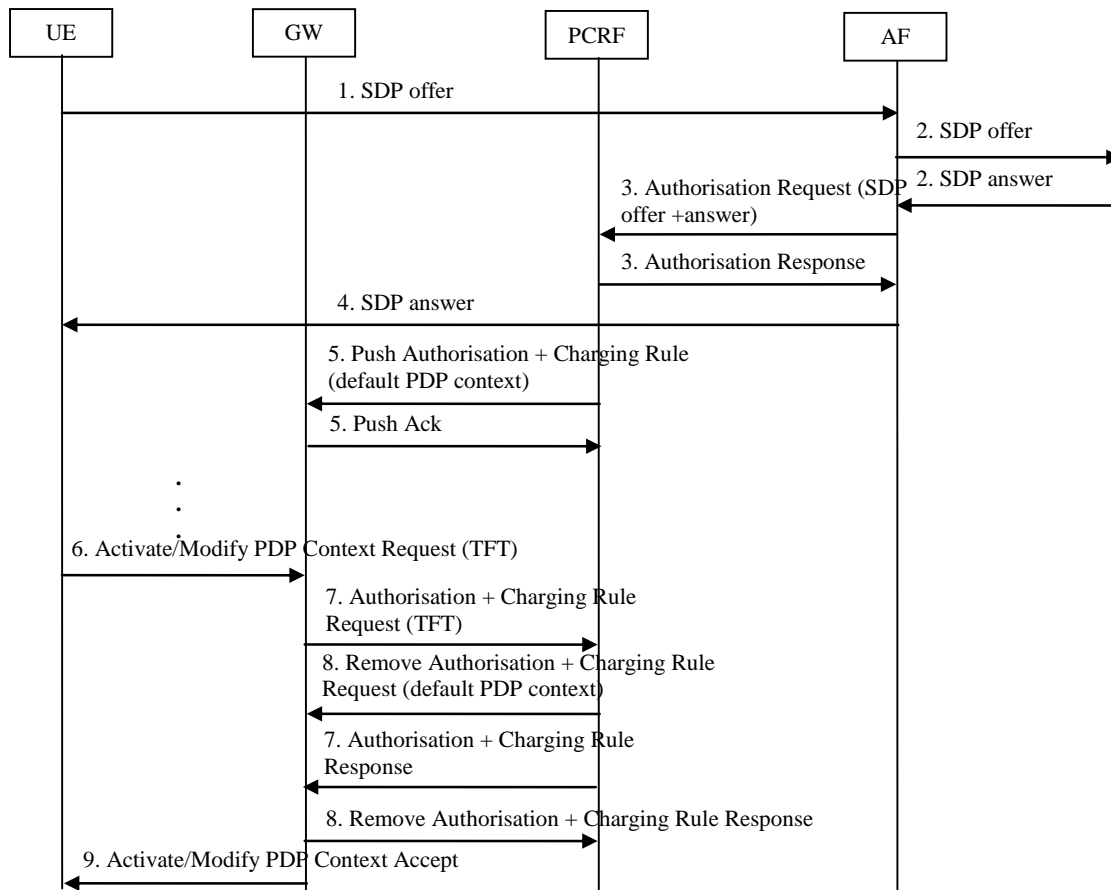 UE
GW
PCRF
AF
1. SDP offer
2. SDP offer
2. SDP answer
3. Authorisation Request (SDP
offer +answer)
3. Authorisation Response
4. SDP answer
5. Push Authorisation + Charging Rule
(default PDP context)
5. Push Ack
.
.
.
6. Activate/Modify PDP Context Request (TFT)
7. Authorisation + Charging Rule
Request (TFT)
8. Remove Authorisation + Charging Rule
Request (default PDP context)
7. Authorisation + Charging Rule
Response
8. Remove Authorisation + Charging Rule Response
9. Activate/Modify PDP Context Accept